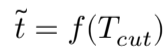 t̃ = f(T_cut)